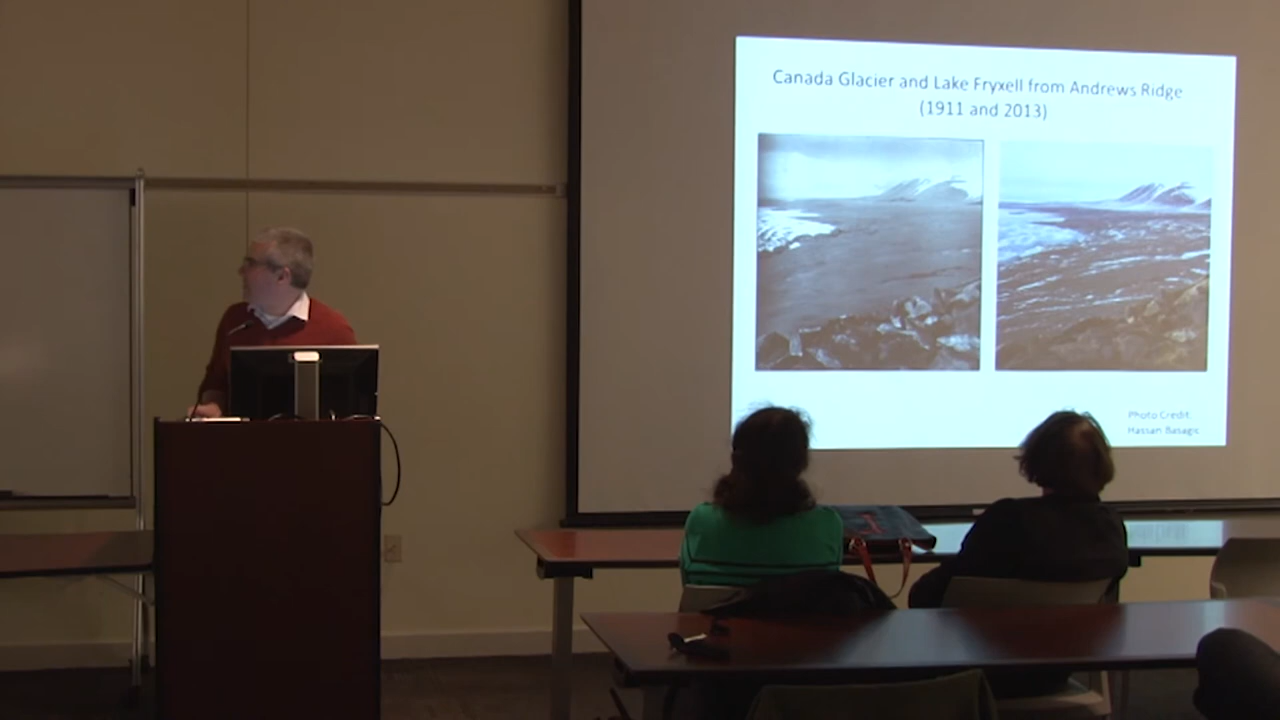 Canada Glacier and Lake Fryxell from Andrews Ridge
(1911 and 2013)
Photo Credit:
Hassan Basagic